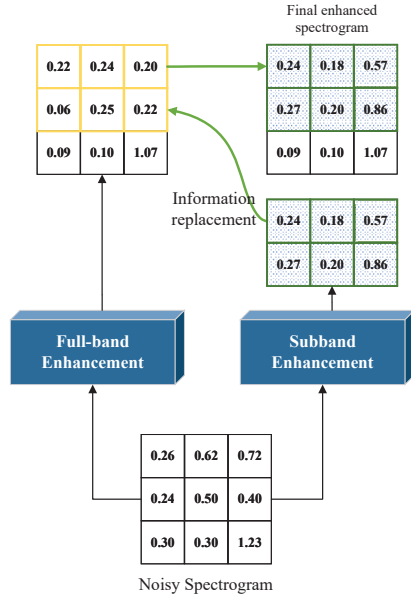 Final enhanced
spectrogram
0.22 0.24 0.20
0.06 0.25 0.22
0.09 0.10 1.07
0.24 0.18 0.57
0.27 0.20 0.86
0.09 0.10 1.07
Information
replacement
0.24 0.18 0.57
0.27 0.20 0.86
Full-band
Enhancement
Subband
Enhancement
0.26 0.62 0.72
0.24 0.50 0.40
0.30 0.30 1.23
Noisy Spectrogram